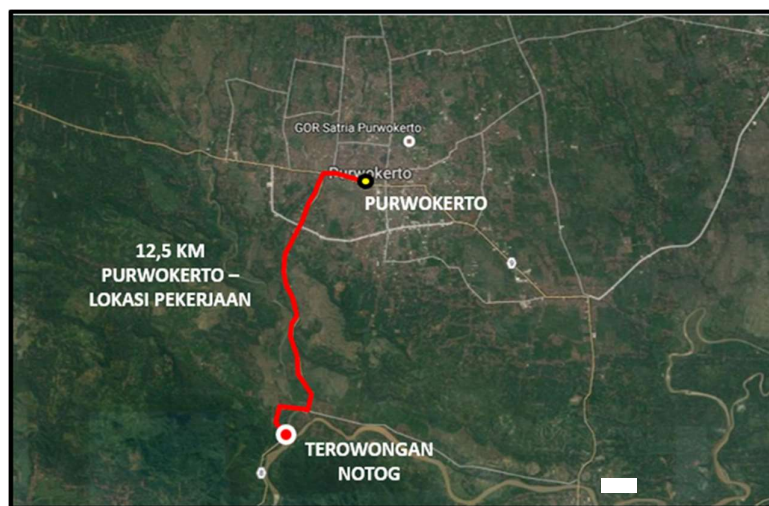 GOR Satria Purwokerto
Purwokerto
PURWOKERTO
12,5 KM
PURWOKERTO –
LOKASI PEKERJAAN
TEROWONGAN
NOTOG